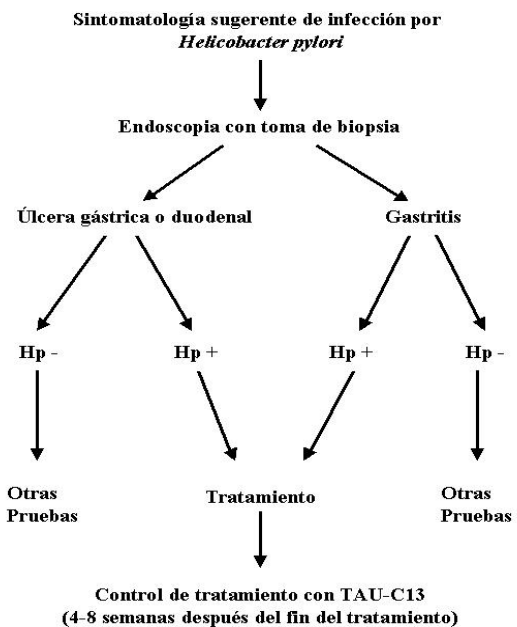 Sintomatología sugerente de infección por
Helicobacter pylori
Endoscopia con toma de biopsia
Úlcera gástrica o duodenal
Gastritis
Hp -
Hp +
Hp +
Hp -
Otras
Pruebas
Tratamiento
Otras
Pruebas
Control de tratamiento con TAU-C13
(4-8 semanas después del fin del tratamiento)